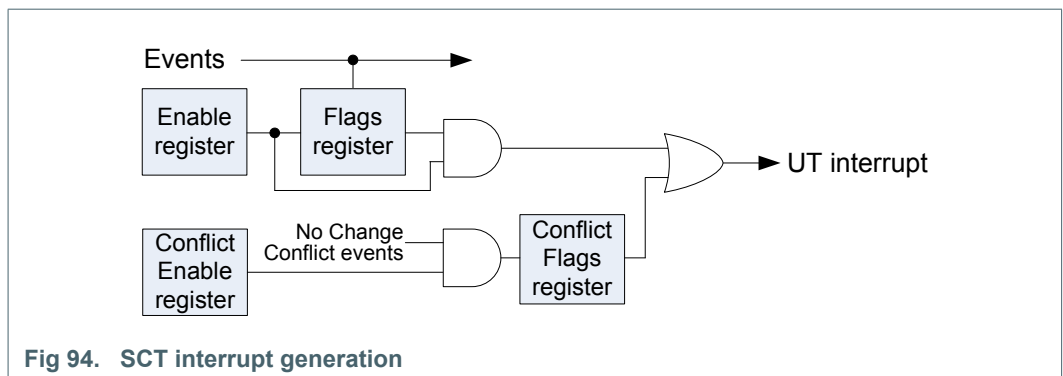 Events
Enable
register
Flags
register
UT interrupt
No Change
Conflict events
Conflict
Enable
register
Conflict
Flags
register
Fig 94. SCT interrupt generation